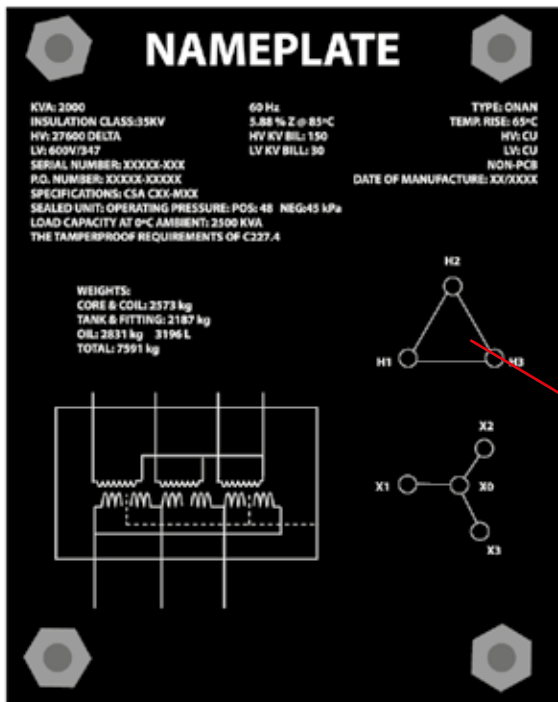 NAMEPLATE
KVA: 2000 60 Hz TYPE: ONAN
INSULATION CLASS:35KV 5.88 % Z @ 85ºC TEMP. RISE: 65ºC
HV: 27600 DELTA HV KV BIL: 150 HV: CU
LV: 600V/347 LV KV BILL: 30 LV: CU
SERIAL NUMBER: XXXXX-XXX NON-PCB
P.O. NUMBER: XXXXX-XXXXX DATE OF MANUFACTURE: XX/XXXX
SPECIFICATIONS: CSA CXX-MXX
SEALED UNIT: OPERATING PRESSURE: POS: 48 NEG:45 kPa
LOAD CAPACITY AT 0ºC AMBIENT: 2500 KVA
THE TAMPERPROOF REQUIREMENTS OF C227.4
WEIGHTS:
CORE & COIL: 2573 kg
TANK & FITTING: 2187 kg
OIL: 2831 kg 3196 L
TOTAL: 7591 kg
H2
H1 H3
X2
X1 X0
X3